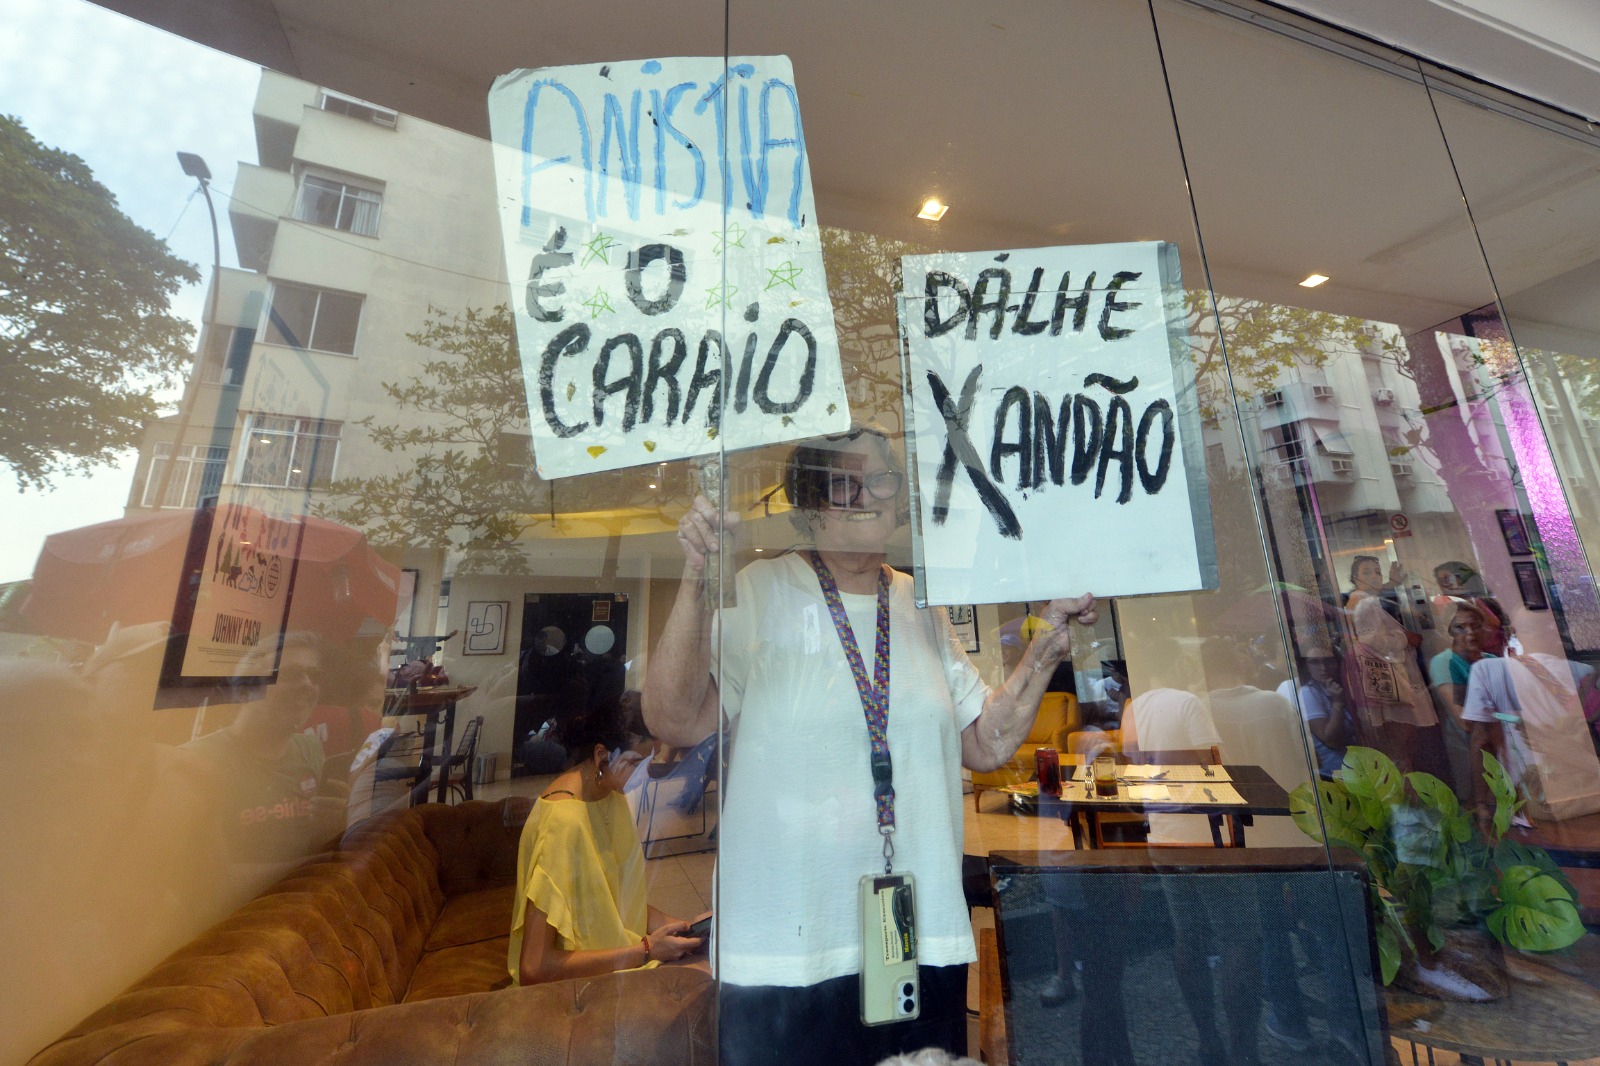 ANISTIA
É O
CARAIO
DÁ-LHE
XANDÃO
JOHNNY CASH